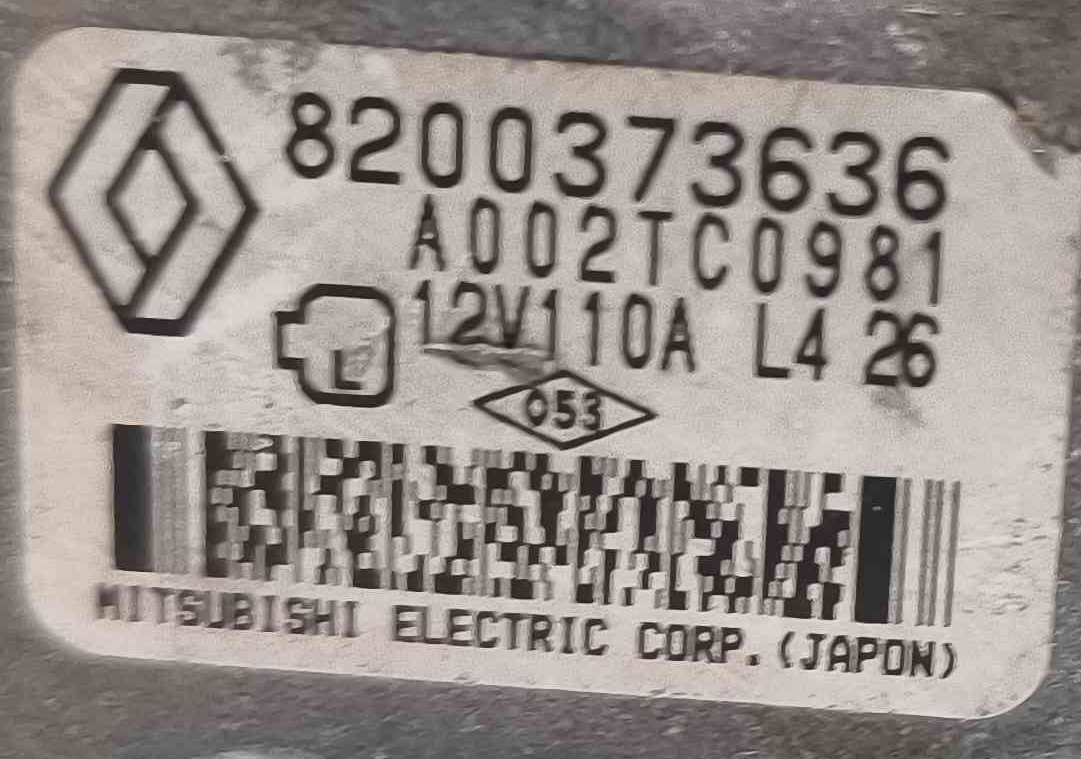 8200373636
A002TC0981
12V110A L4 26
L
053
MITSUBISHI ELECTRIC CORP.(JAPON)